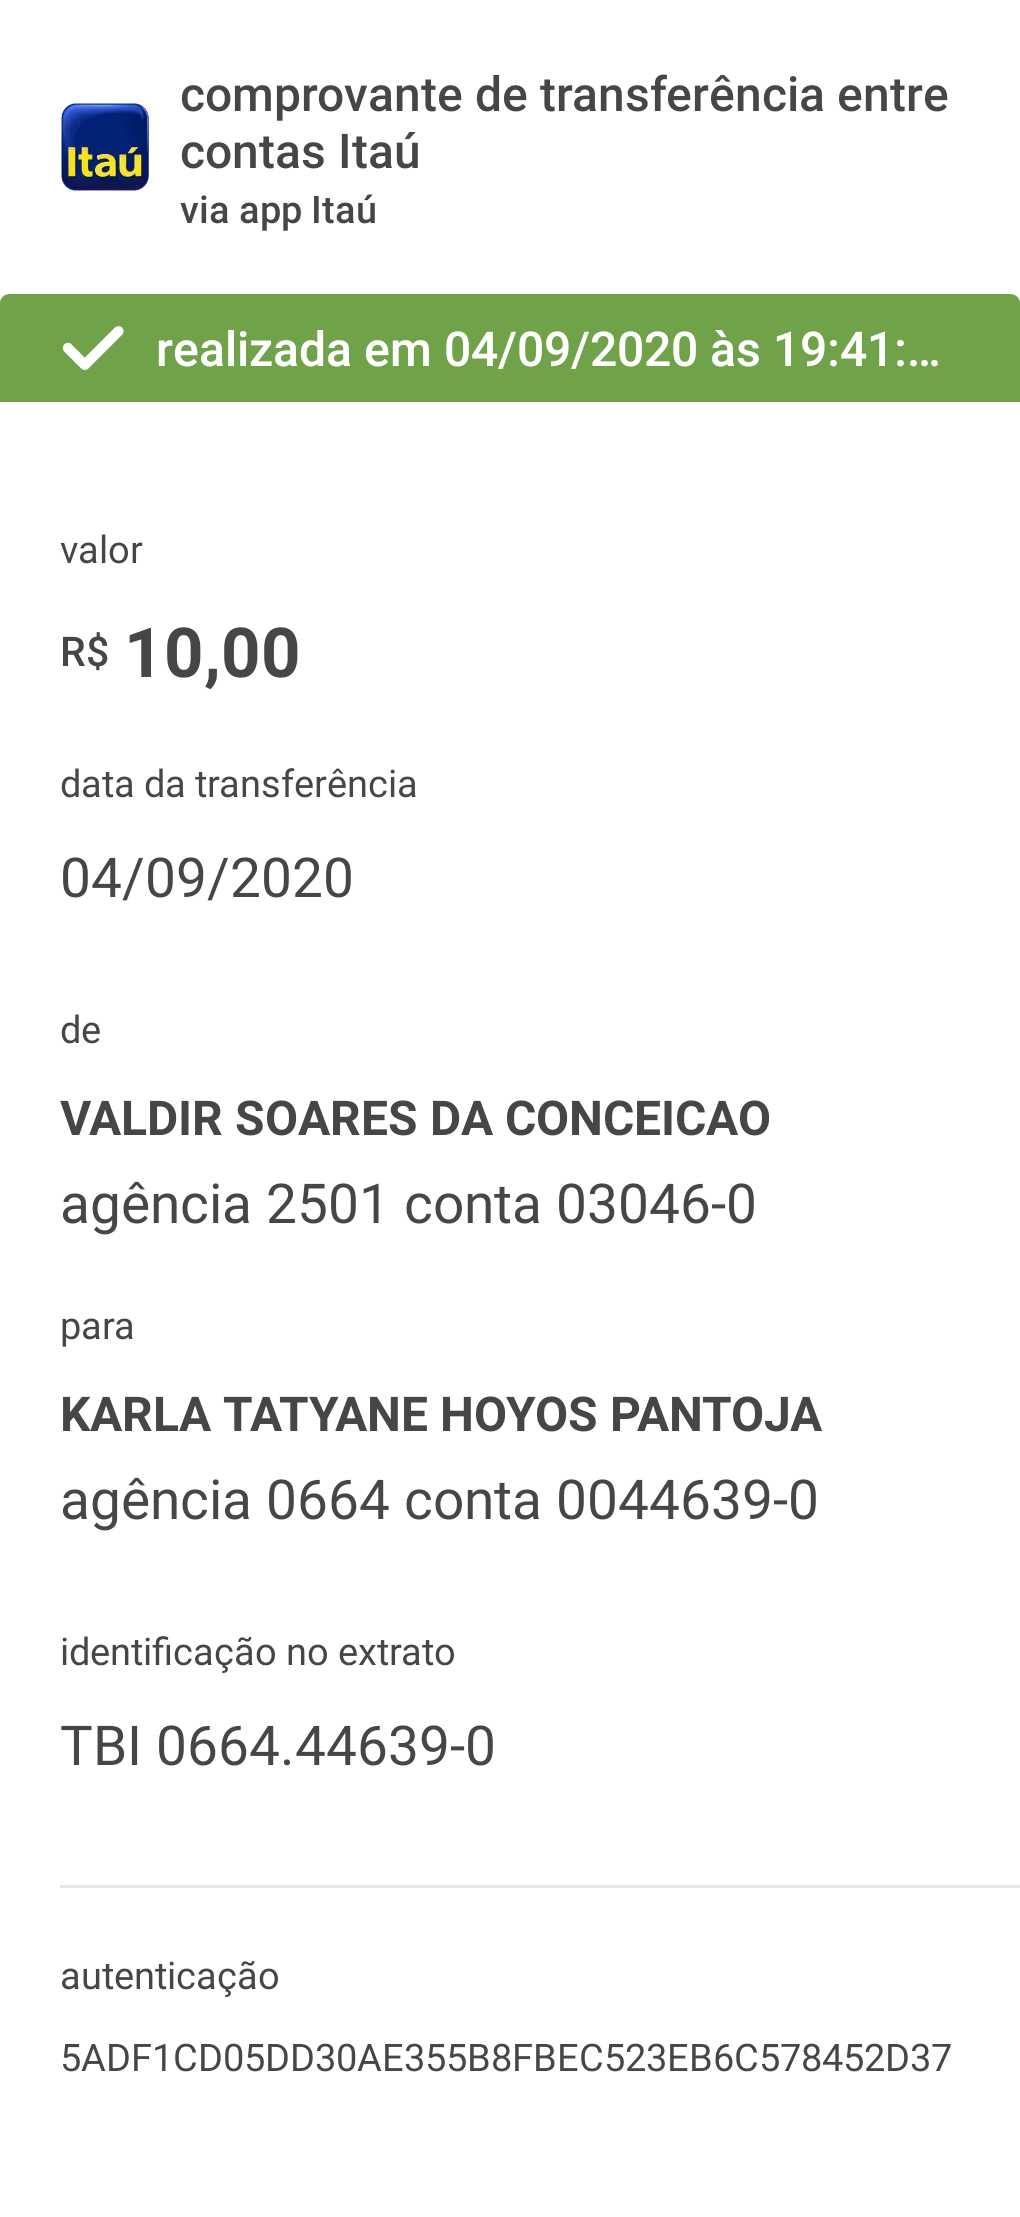 Itaú
comprovante de transferência entre
contas Itaú
via app Itaú
realizada em 04/09/2020 às 19:41:...
valor
R$ 10,00
data da transferência
04/09/2020
de
VALDIR SOARES DA CONCEICAO
agência 2501 conta 03046-0
para
KARLA TATYANE HOYOS PANTOJA
agência 0664 conta 0044639-0
identificação no extrato
TBI 0664.44639-0
autenticação
5ADF1CD05DD30AE355B8FBEC523EB6C578452D37